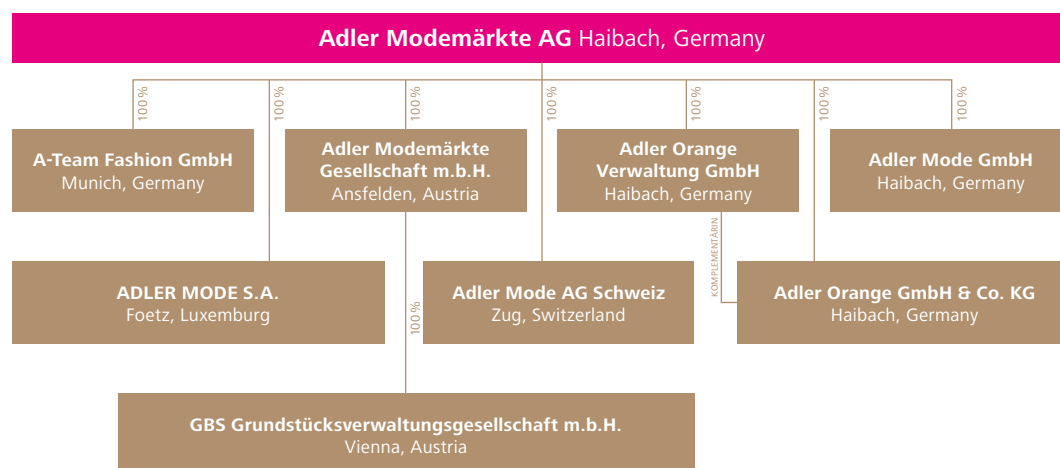 Adler Modemärkte AG Haibach, Germany
100 %
100 %
100 %
100 %
100 %
100 %
100 %
A-Team Fashion GmbH
Munich, Germany
Adler Modemärkte
Gesellschaft m.b.H.
Ansfelden, Austria
Adler Orange
Verwaltung GmbH
Haibach, Germany
Adler Mode GmbH
Haibach, Germany
KOMPLEMENTÄRIN
ADLER MODE S.A.
Foetz, Luxemburg
100 %
Adler Mode AG Schweiz
Zug, Switzerland
Adler Orange GmbH & Co. KG
Haibach, Germany
GBS Grundstücksverwaltungsgesellschaft m.b.H.
Vienna, Austria